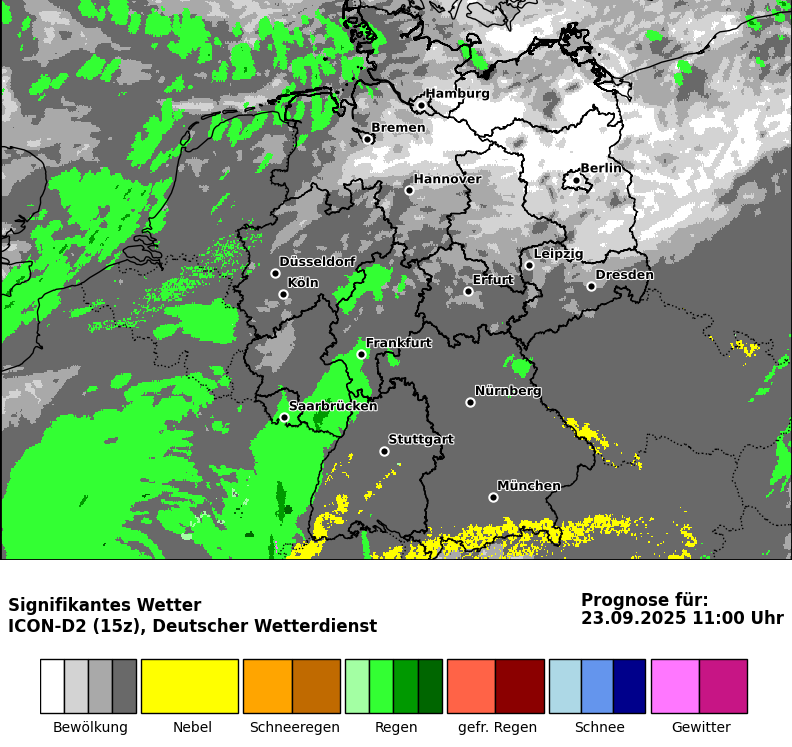 Hamburg
Bremen
Berlin
Hannover
Leipzig
Düsseldorf
Dresden
Köln
Erfurt
Frankfurt
Nürnberg
Saarbrücken
Stuttgart
München
Signifikantes Wetter
ICON-D2 (15z), Deutscher Wetterdienst
Prognose für:
23.09.2025 11:00 Uhr
Bewölkung Nebel Schneeregen Regen gefr. Regen Schnee Gewitter